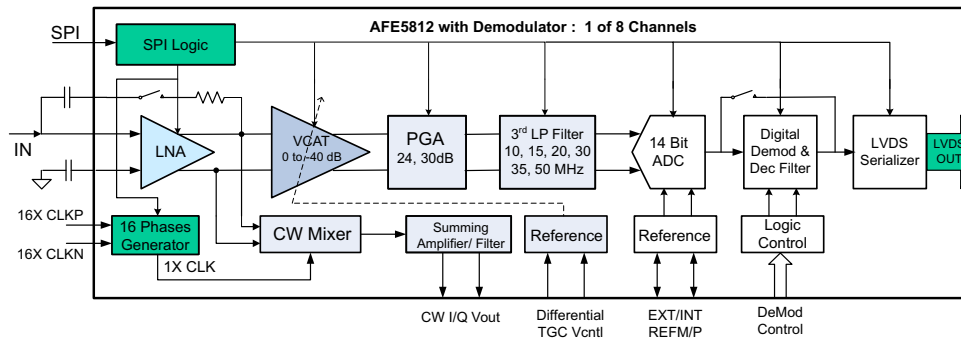 AFE5812 with Demodulator : 1 of 8 Channels
SPI
SPI Logic
IN
LNA
VCAT
0 to -40 dB
PGA
24, 30dB
3rd LP Filter
10, 15, 20, 30
35, 50 MHz
14 Bit
ADC
Digital
Demod &
Dec Filter
LVDS
Serializer
LVDS
OUT
16X CLKP
16X CLKN
16 Phases
Generator
1X CLK
CW Mixer
Summing
Amplifier/ Filter
Reference
Reference
Logic
Control
CW I/Q Vout
Differential
TGC Vcntl
EXT/INT
REFM/P
DeMod
Control